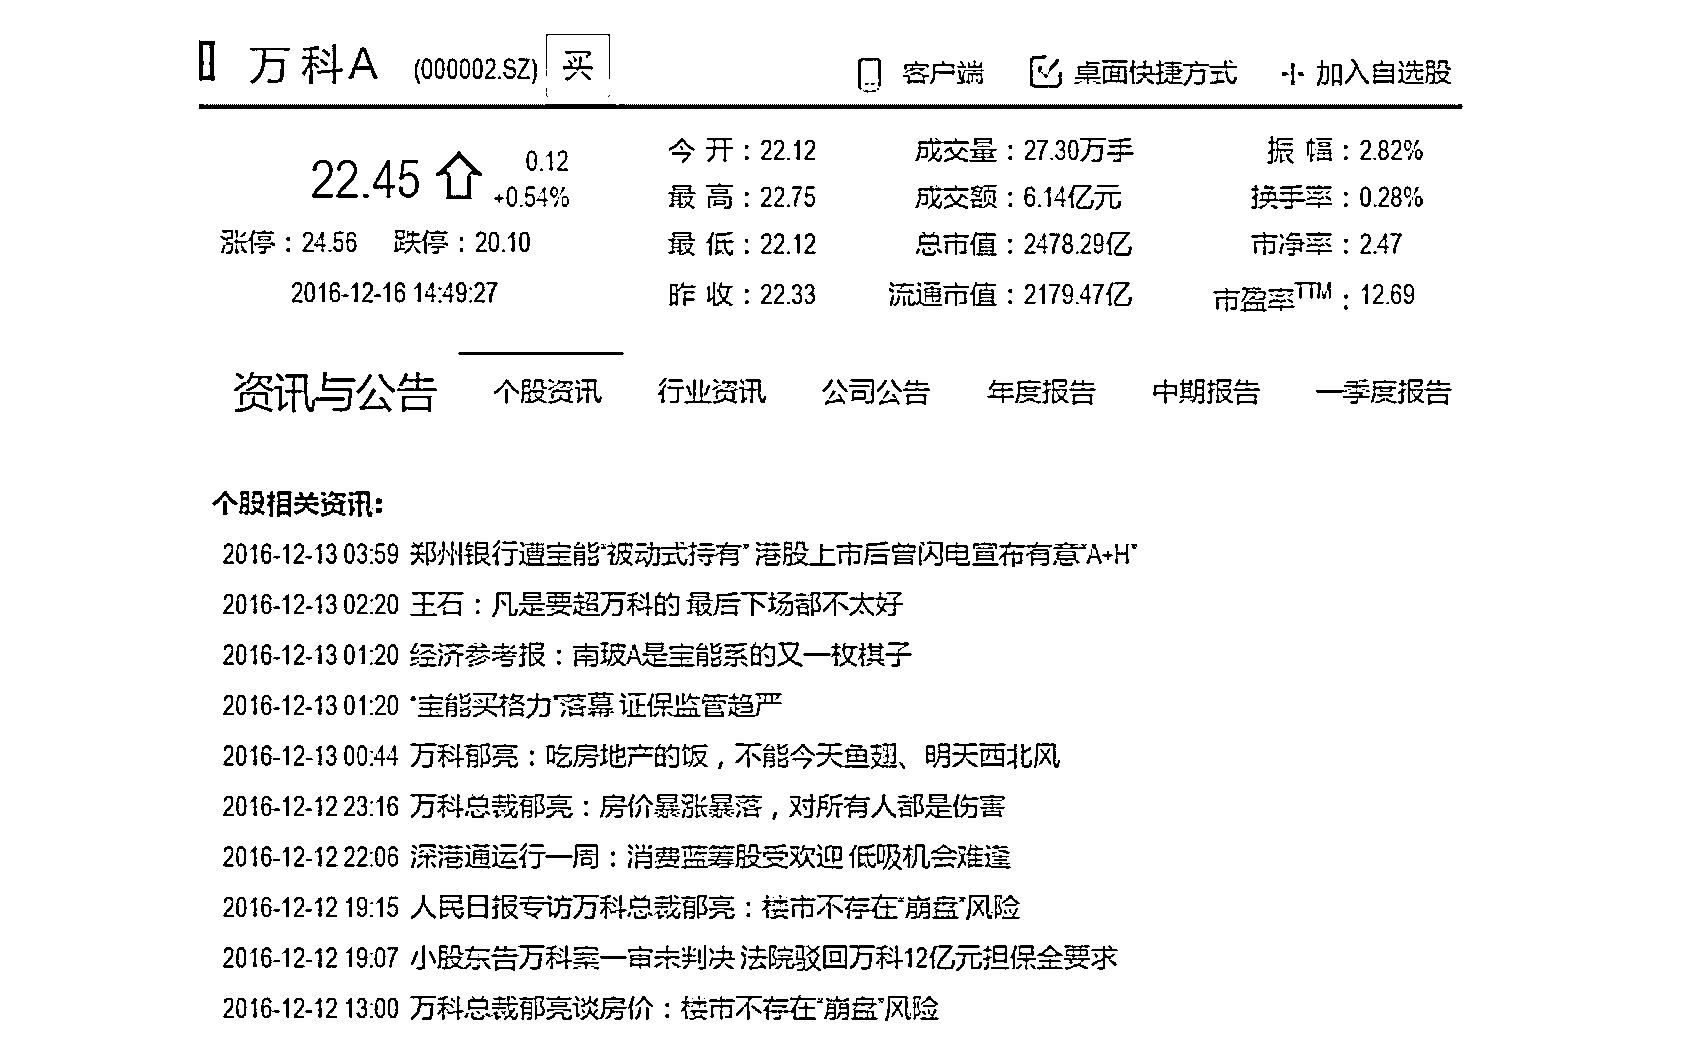 万科A (000002.SZ) 买 客户端 桌面快捷方式 加入自选股
22.45 0.12 +0.54%
涨停：24.56 跌停：20.10
2016-12-16 14:49:27
今开：22.12 成交量：27.30万手 振幅：2.82%
最高：22.75 成交额：6.14亿元 换手率：0.28%
最低：22.12 总市值：2478.29亿 市净率：2.47
昨收：22.33 流通市值：2179.47亿 市盈率TTM：12.69
资讯与公告 个股资讯 行业资讯 公司公告 年度报告 中期报告 一季度报告
个股相关资讯:
2016-12-13 03:59 郑州银行遭宝能“被动式持有” 港股上市后曾闪电宣布有意“A+H”
2016-12-13 02:20 王石：凡是要超万科的 最后下场都不太好
2016-12-13 01:20 经济参考报：南玻A是宝能系的又一枚棋子
2016-12-13 01:20 “宝能买格力”落幕 证保监管趋严
2016-12-13 00:44 万科郁亮：吃房地产的饭，不能今天鱼翅、明天西北风
2016-12-12 23:16 万科总裁郁亮：房价暴涨暴落，对所有人都是伤害
2016-12-12 22:06 深港通运行一周：消费蓝筹股受欢迎 低吸机会难逢
2016-12-12 19:15 人民日报专访万科总裁郁亮：楼市不存在“崩盘”风险
2016-12-12 19:07 小股东告万科案一审未判决 法院驳回万科12亿元担保金要求
2016-12-12 13:00 万科总裁郁亮谈房价：楼市不存在“崩盘”风险